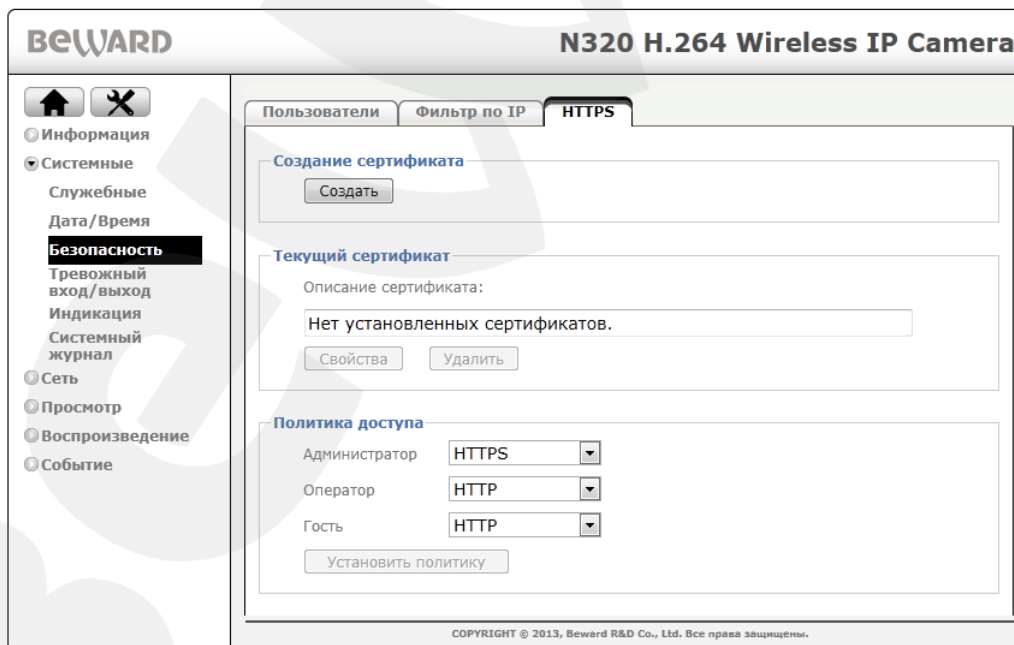 BEWARD
N320 H.264 Wireless IP Camera
Информация
Системные
Служебные
Дата/Время
Безопасность
Тревожный
вход/выход
Индикация
Системный
журнал
Сеть
Просмотр
Воспроизведение
Событие
Пользователи
Фильтр по IP
HTTPS
Создание сертификата
Создать
Текущий сертификат
Описание сертификата:
Нет установленных сертификатов.
Свойства
Удалить
Политика доступа
Администратор HTTPS
Оператор HTTP
Гость HTTP
Установить политику
COPYRIGHT © 2013, Beward R&D Co., Ltd. Все права защищены.